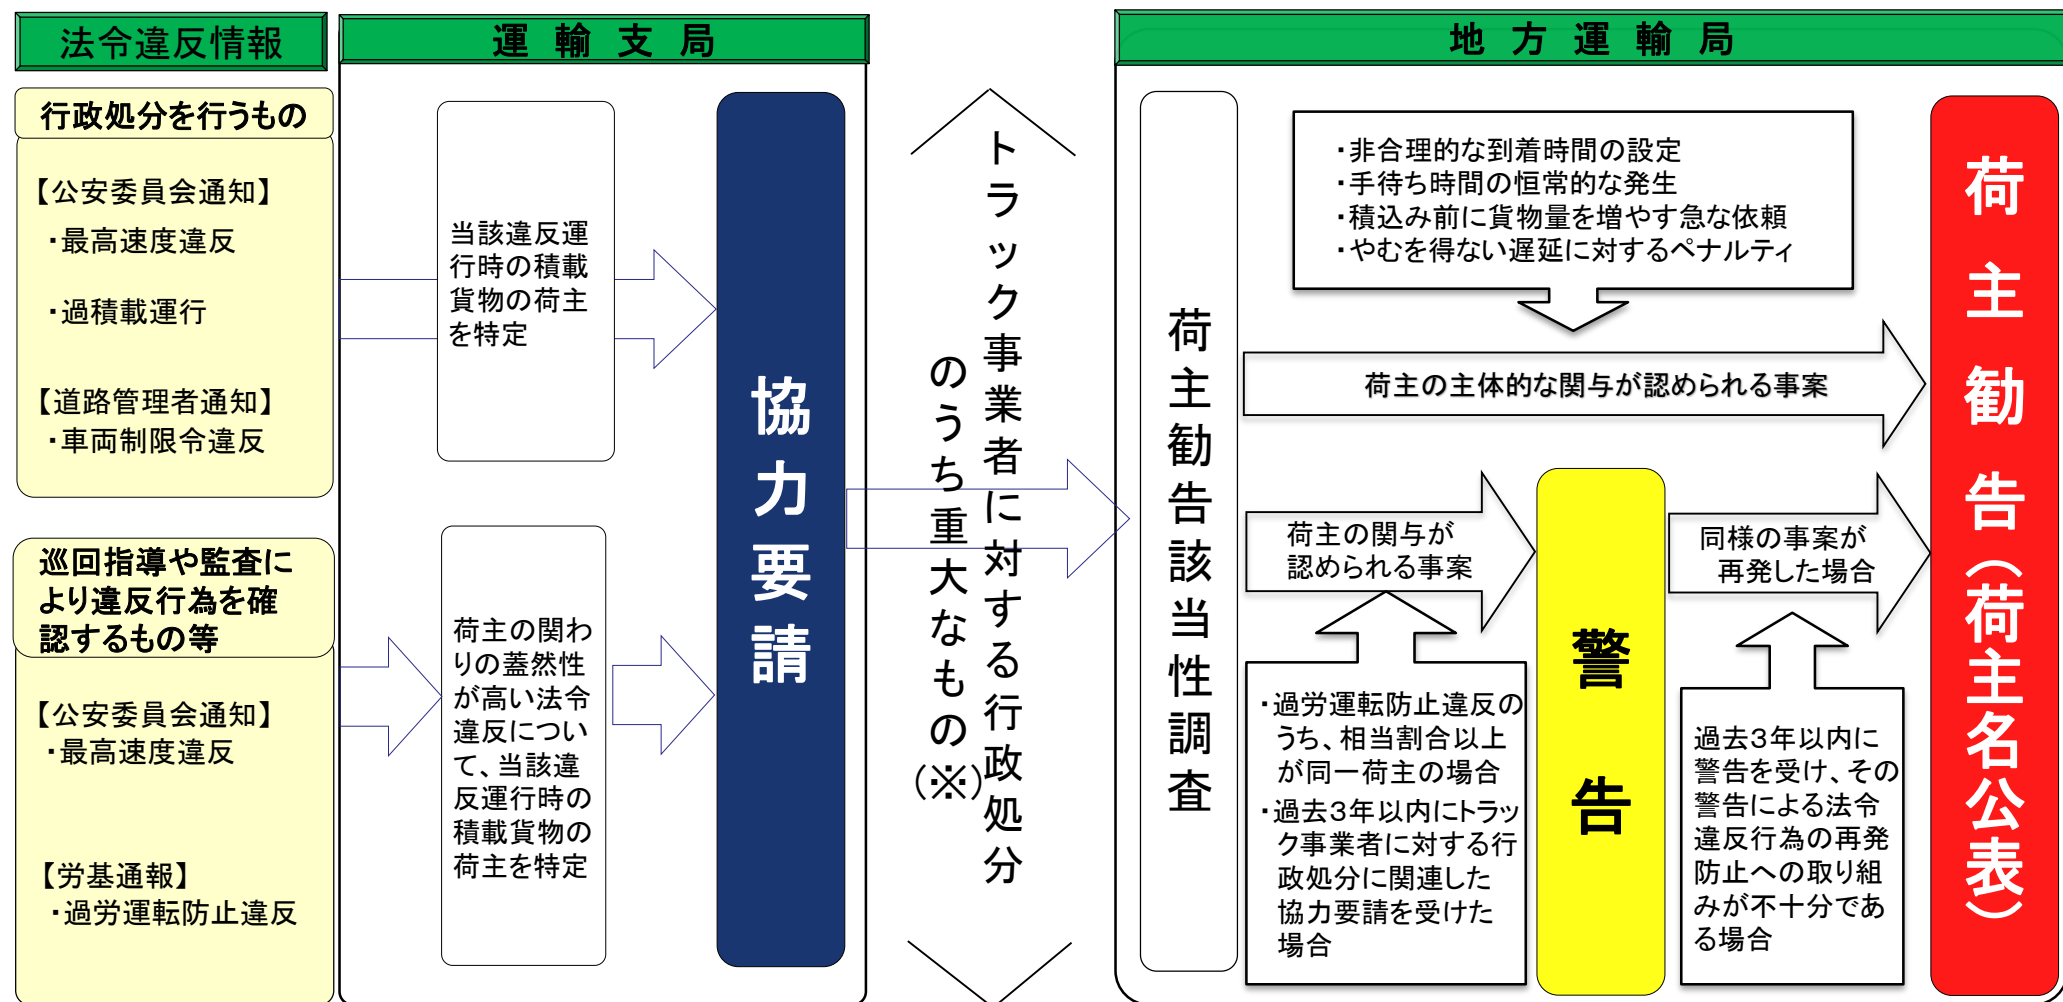 法令違反情報
行政処分を行うもの
【公安委員会通知】
・最高速度違反
・過積載運行
【道路管理者通知】
・車両制限令違反
巡回指導や監査に
より違反行為を確
認するもの等
【公安委員会通知】
・最高速度違反
【労基通報】
・過労運転防止違反
運輸支局
当該違反運
行時の積載
貨物の荷主
を特定
荷主の関わ
りの蓋然性
が高い法令
違反につい
て、当該違
反運行時の
積載貨物の
荷主を特定
協力要請
トラック事業者に対する行政処分
のうち重大なもの(※)
地方運輸局
荷主勧告該当性調査
・非合理的な到着時間の設定
・手待ち時間の恒常的な発生
・積込み前に貨物量を増やす急な依頼
・やむを得ない遅延に対するペナルティ
荷主の主体的な関与が認められる事案
荷主の関与が
認められる事案
・過労運転防止違反の
うち、相当割合以上
が同一荷主の場合
・過去3年以内にトラッ
ク事業者に対する行
政処分に関連した
協力要請を受けた
場合
警告
同様の事案が
再発した場合
過去3年以内に
警告を受け、その
警告による法令
違反行為の再発
防止への取り組
みが不十分であ
る場合
荷主勧告(荷主名公表)